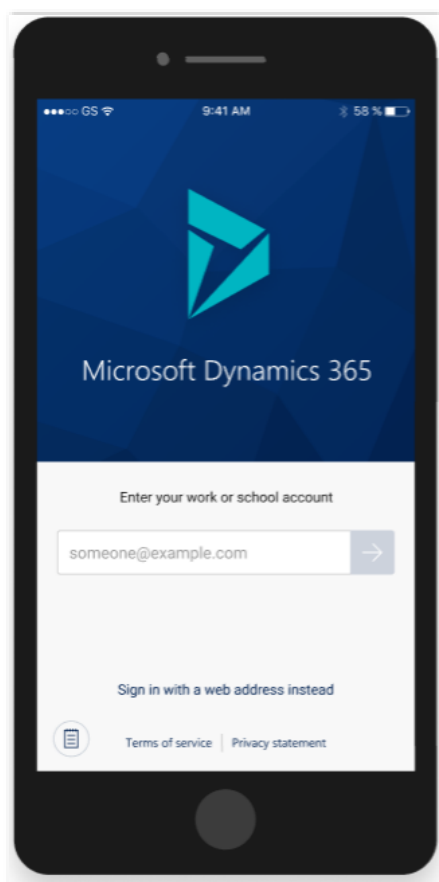 GS 9:41 AM 58 %
Microsoft Dynamics 365
Enter your work or school account
someone@example.com
Sign in with a web address instead
Terms of service | Privacy statement